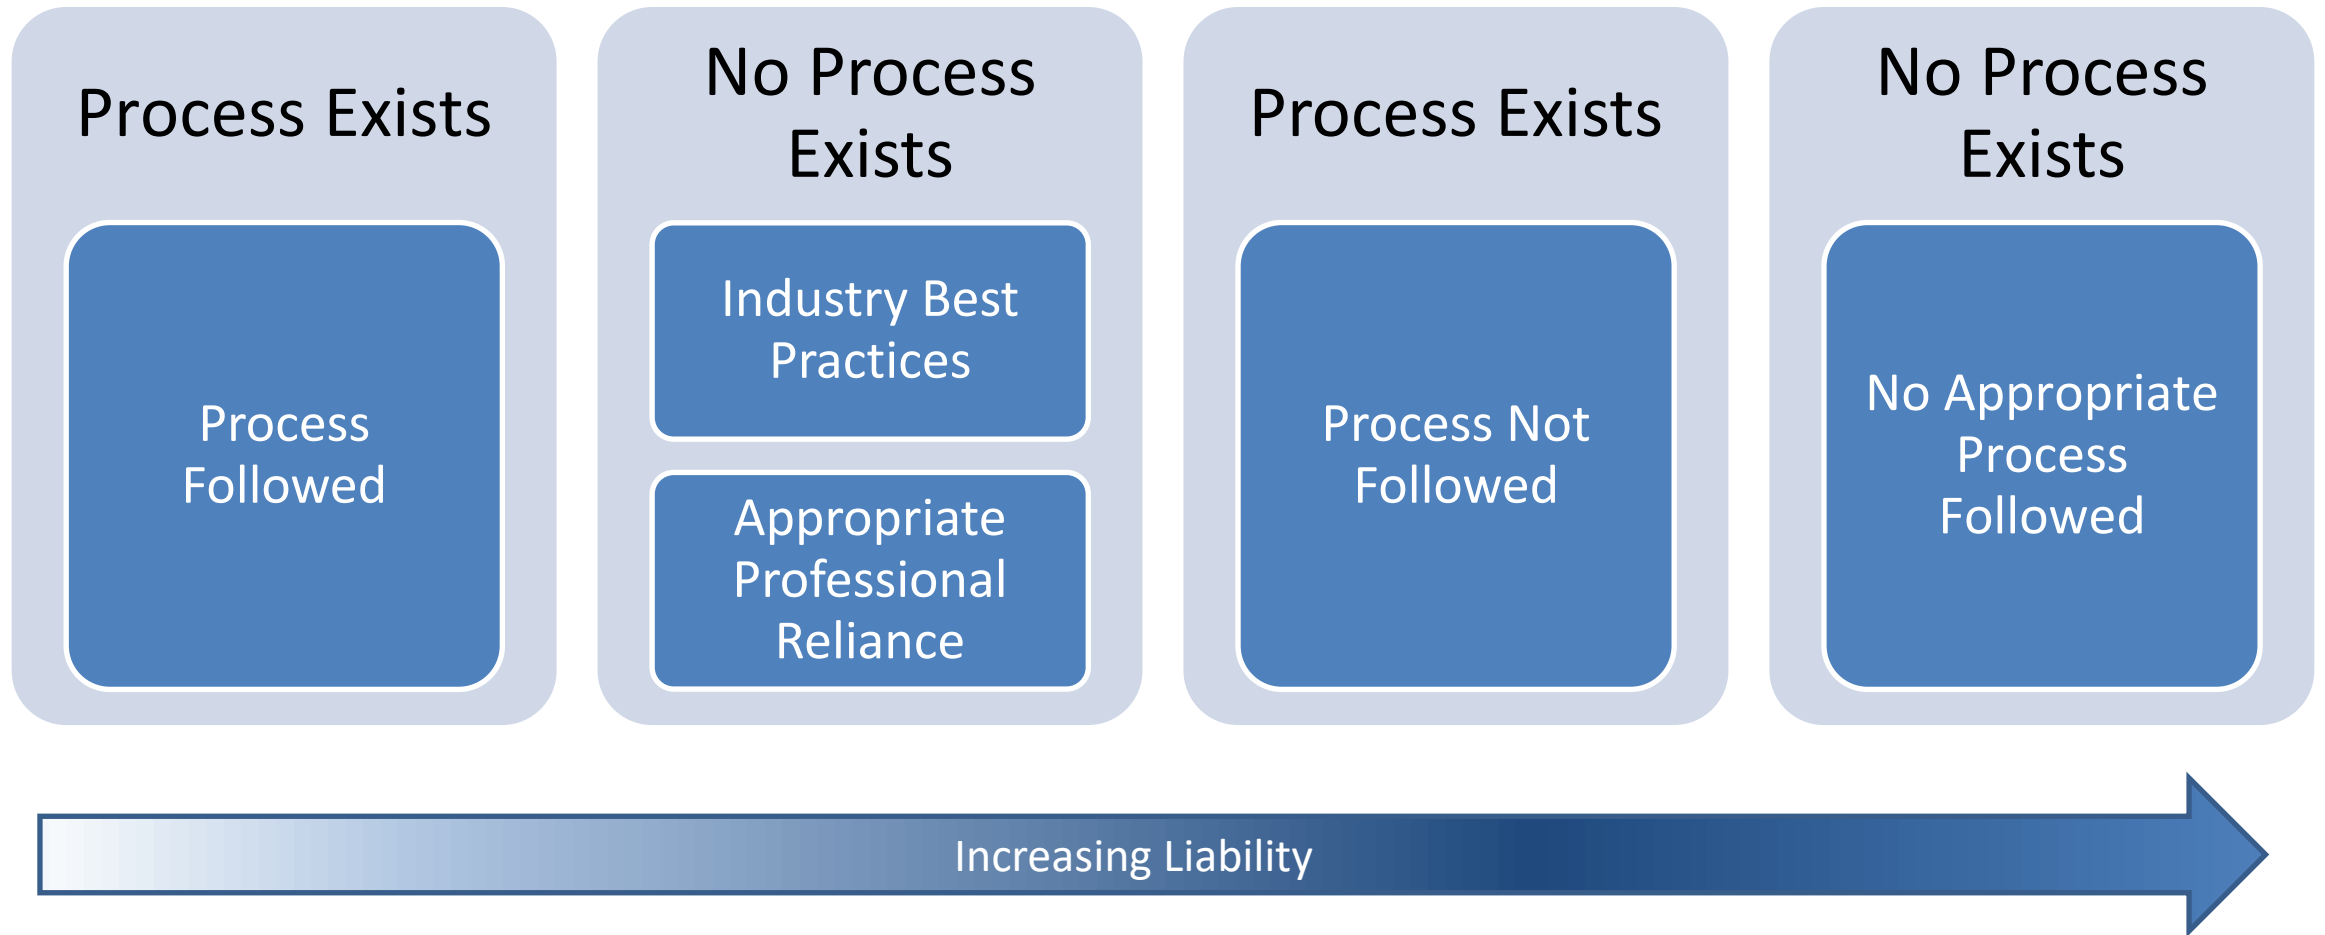 Process Exists
Process
Followed
No Process
Exists
Industry Best
Practices
Appropriate
Professional
Reliance
Process Exists
Process Not
Followed
No Process
Exists
No Appropriate
Process
Followed
Increasing Liability